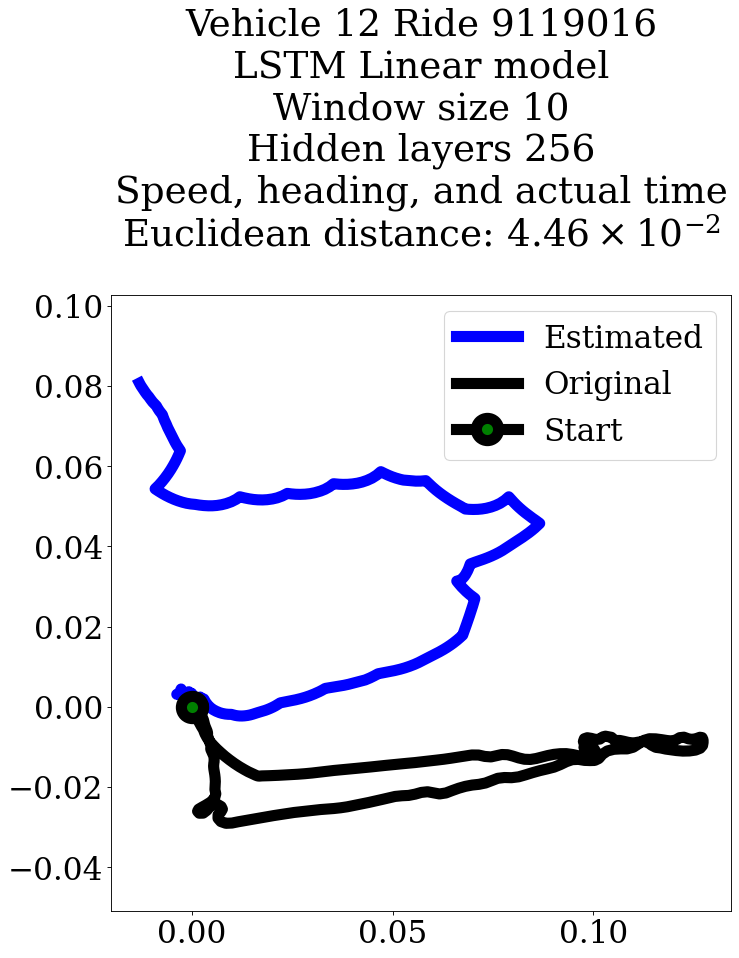 Vehicle 12 Ride 9119016
LSTM Linear model
Window size 10
Hidden layers 256
Speed, heading, and actual time
Euclidean distance: 4.46 × 10⁻²
Estimated
Original
Start
0.10
0.08
0.06
0.04
0.02
0.00
−0.02
−0.04
0.00 0.05 0.10